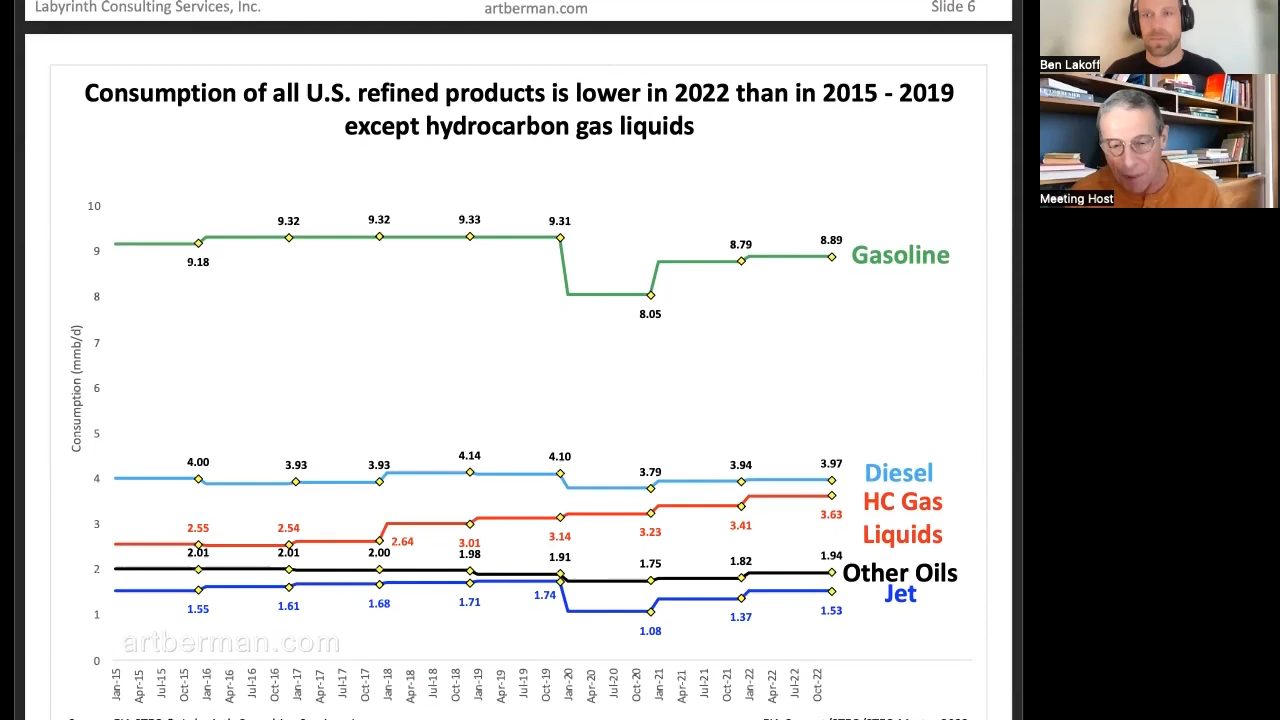 Labyrinth Consulting Services, Inc. artberman.com Slide 6
Ben Lakoff
Meeting Host
Consumption of all U.S. refined products is lower in 2022 than in 2015 - 2019
except hydrocarbon gas liquids
Consumption (mmb/d)
10
9
8
7
6
5
4
3
2
1
0
9.18
9.32
9.32
9.33
9.31
8.05
8.79
8.89
Gasoline
4.00
3.93
3.93
4.14
4.10
3.79
3.94
3.97
Diesel
2.55
2.54
2.64
3.01
3.14
3.23
3.41
3.63
HC Gas
Liquids
2.01
2.01
2.00
1.98
1.91
1.75
1.82
1.94
Other Oils
1.55
1.61
1.68
1.71
1.74
1.08
1.37
1.53
Jet
artberman.com
Jan-15
Apr-15
Jul-15
Oct-15
Jan-16
Apr-16
Jul-16
Oct-16
Jan-17
Apr-17
Jul-17
Oct-17
Jan-18
Apr-18
Jul-18
Oct-18
Jan-19
Apr-19
Jul-19
Oct-19
Jan-20
Apr-20
Jul-20
Oct-20
Jan-21
Apr-21
Jul-21
Oct-21
Jan-22
Apr-22
Jul-22
Oct-22